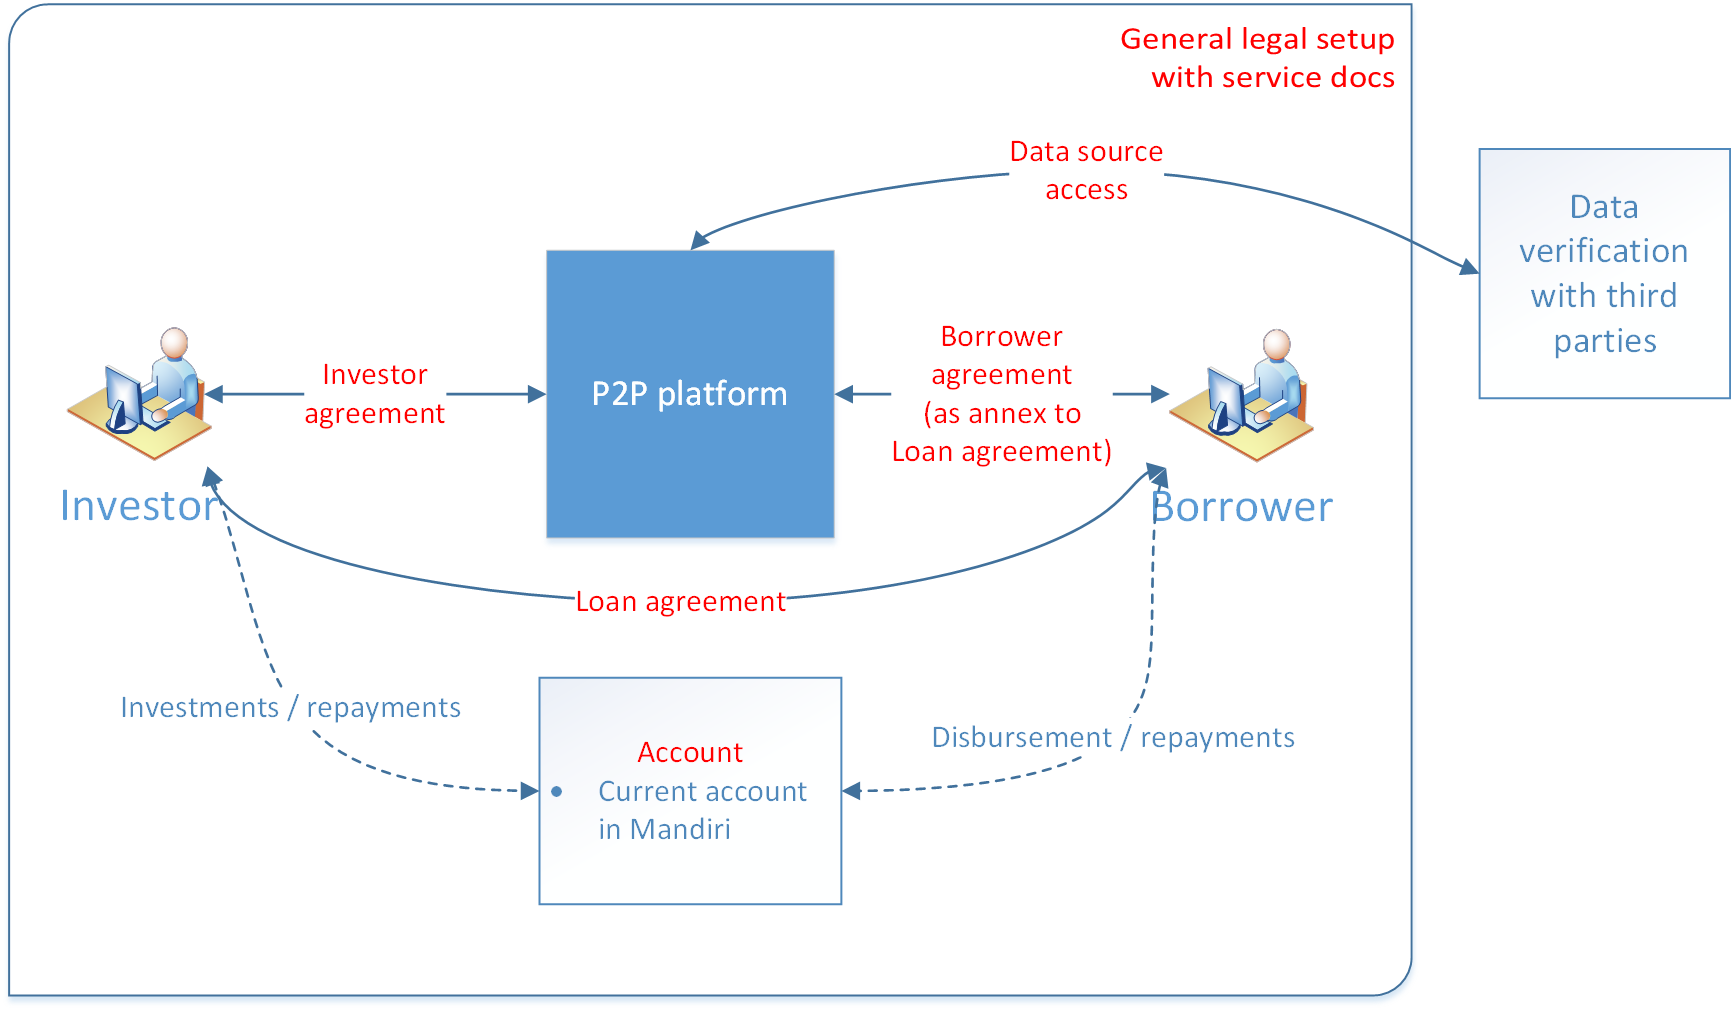 General legal setup
with service docs
Data source
access
Data
verification
with third
parties
Investor
agreement
P2P platform
Borrower
agreement
(as annex to
Loan agreement)
Investor
Borrower
Loan agreement
Investments / repayments
Disbursement / repayments
Account
• Current account
in Mandiri